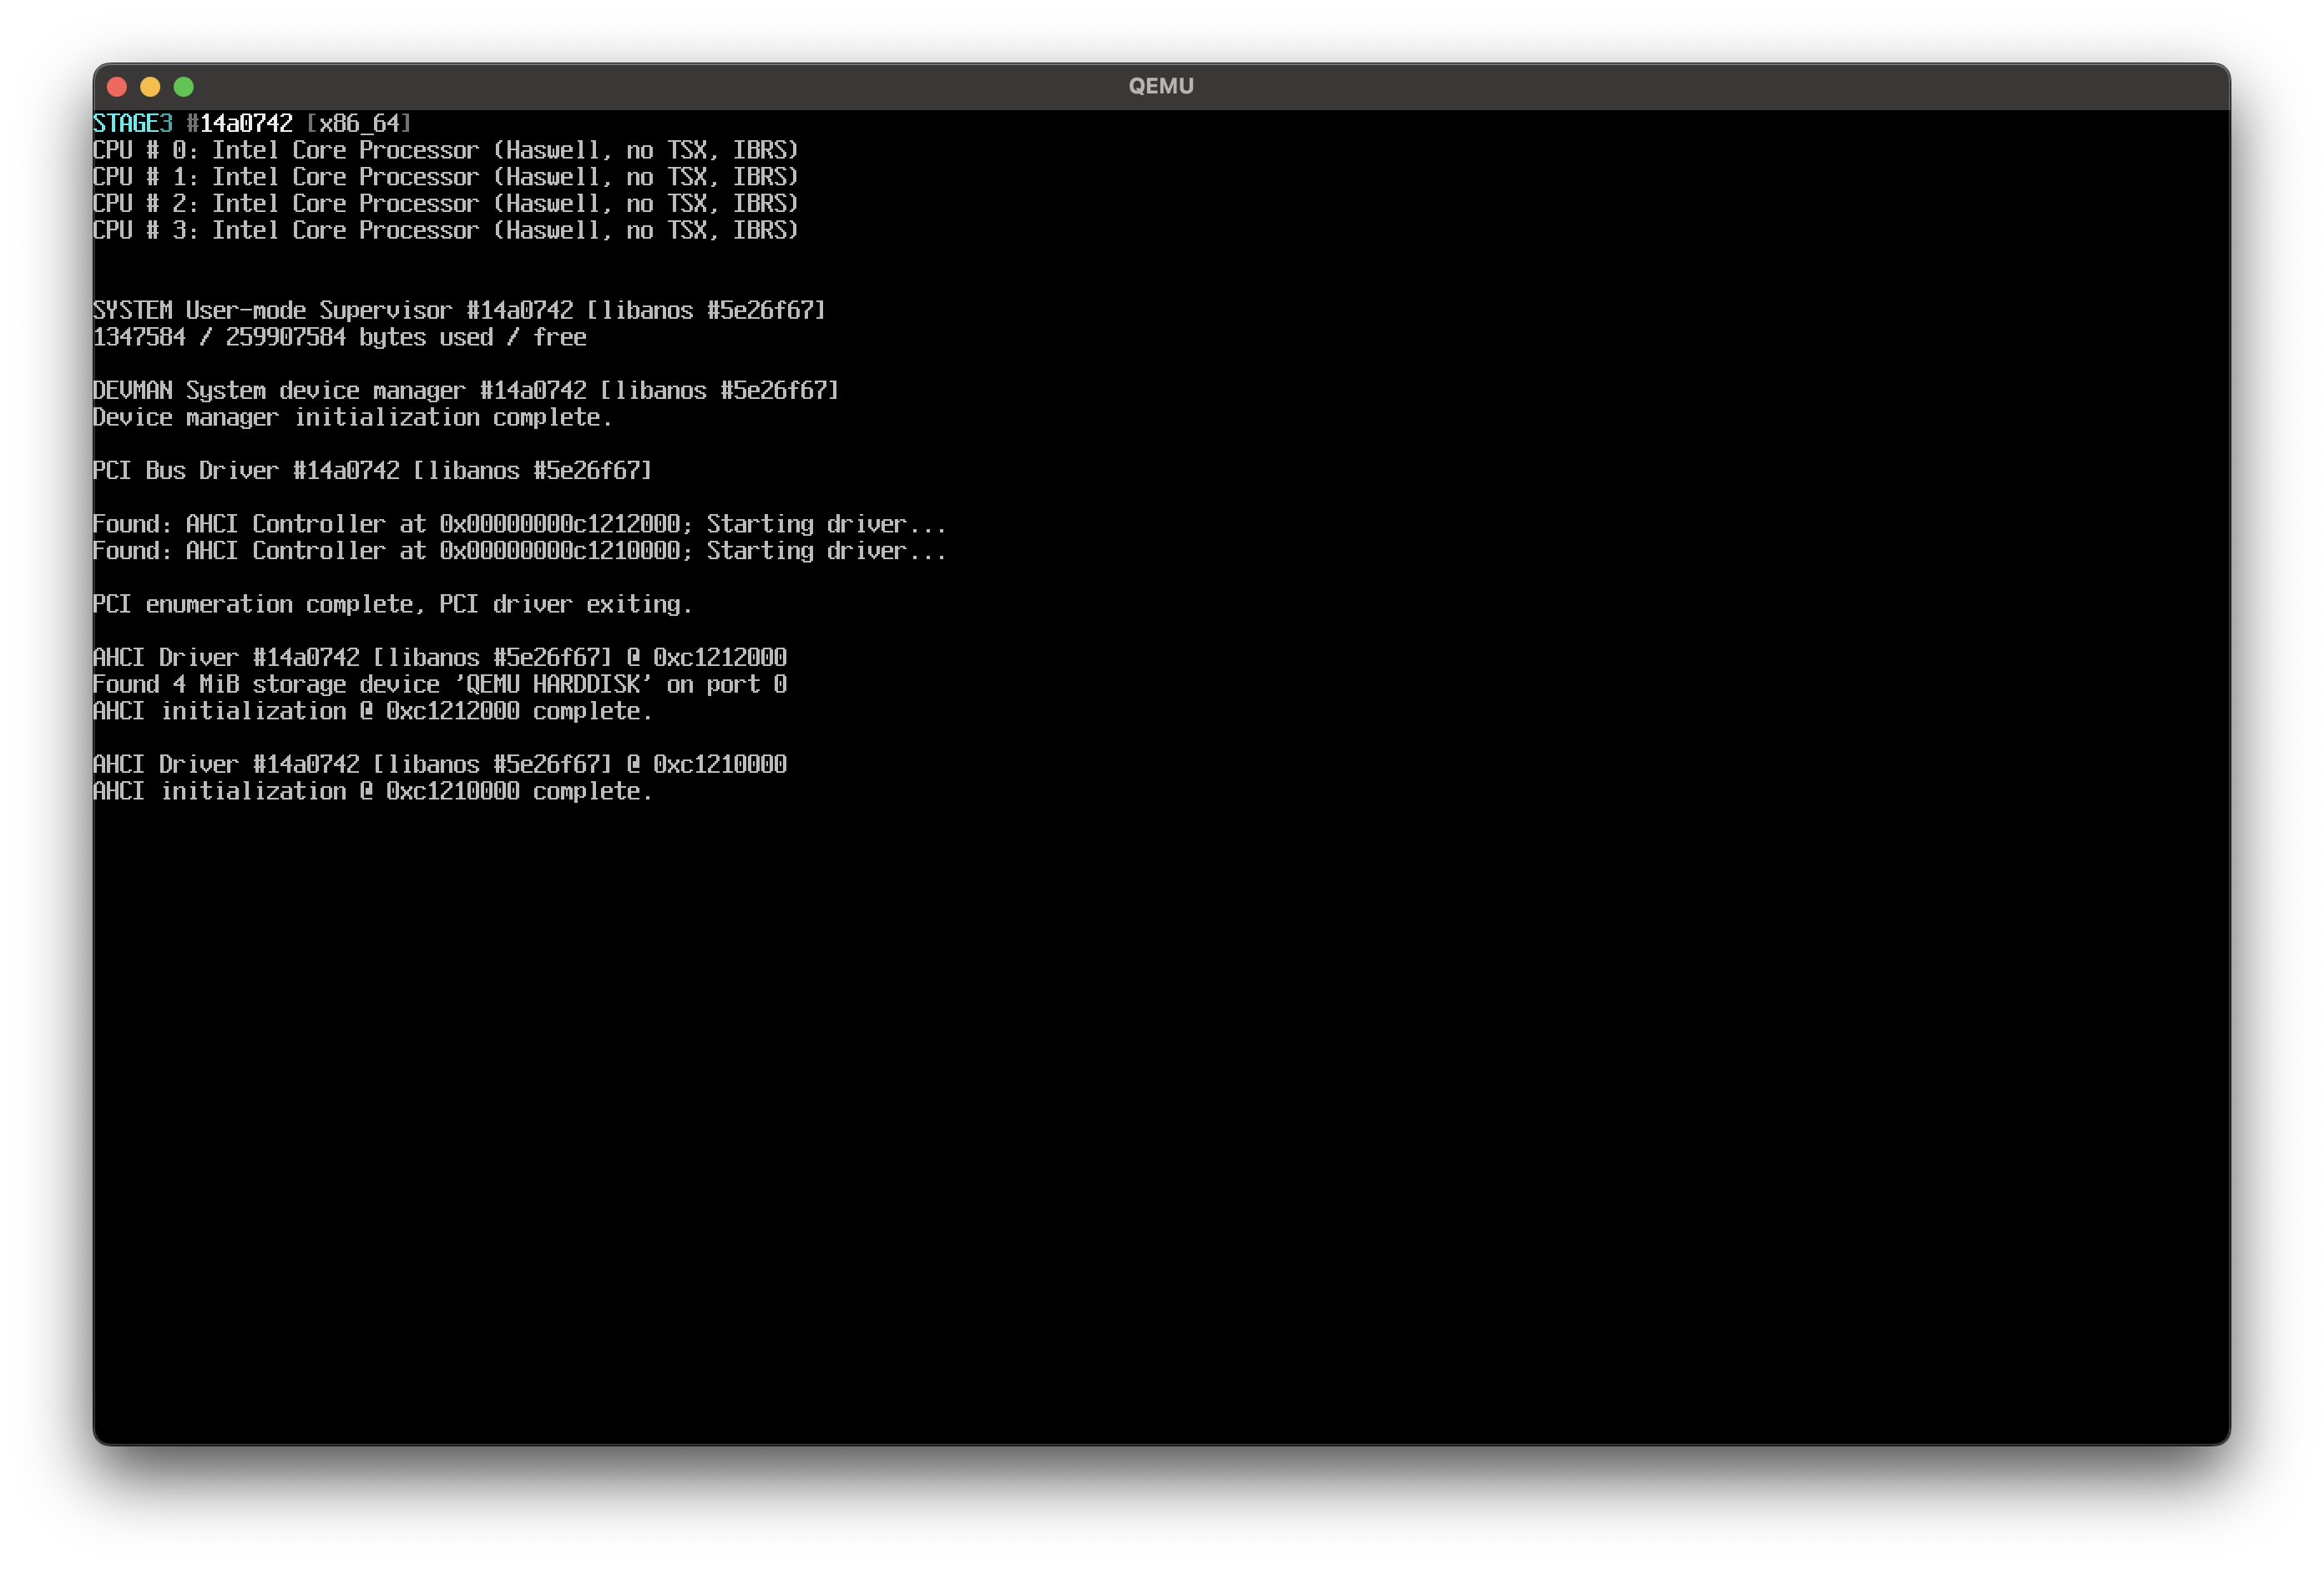 QEMU
STAGE3 #14a0742 [x86_64]
CPU # 0: Intel Core Processor (Haswell, no TSX, IBRS)
CPU # 1: Intel Core Processor (Haswell, no TSX, IBRS)
CPU # 2: Intel Core Processor (Haswell, no TSX, IBRS)
CPU # 3: Intel Core Processor (Haswell, no TSX, IBRS)
SYSTEM User-mode Supervisor #14a0742 [libanos #5e26f67]
1347584 / 259907584 bytes used / free
DEVMAN System device manager #14a0742 [libanos #5e26f67]
Device manager initialization complete.
PCI Bus Driver #14a0742 [libanos #5e26f67]
Found: AHCI Controller at 0x00000000c1212000; Starting driver...
Found: AHCI Controller at 0x00000000c1210000; Starting driver...
PCI enumeration complete, PCI driver exiting.
AHCI Driver #14a0742 [libanos #5e26f67] @ 0xc1212000
Found 4 MiB storage device 'QEMU HARDDISK' on port 0
AHCI initialization @ 0xc1212000 complete.
AHCI Driver #14a0742 [libanos #5e26f67] @ 0xc1210000
AHCI initialization @ 0xc1210000 complete.